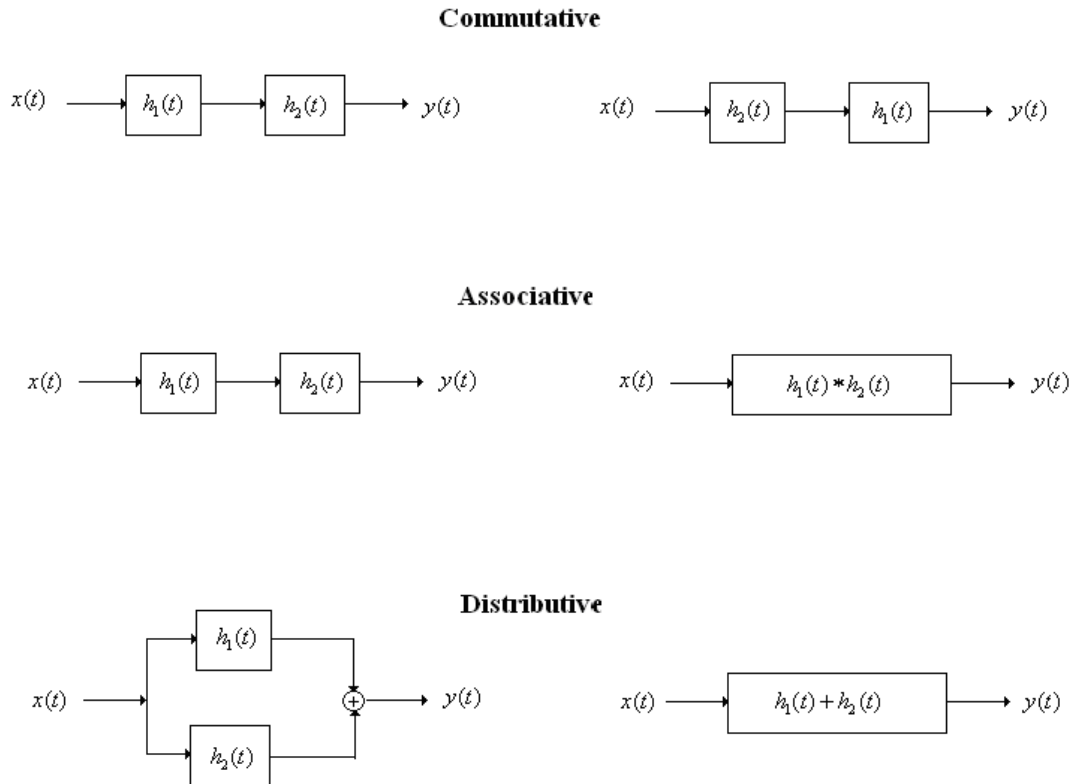 Commutative
x(t) h₁(t) h₂(t) y(t) x(t) h₂(t) h₁(t) y(t)
Associative
x(t) h₁(t) h₂(t) y(t) x(t) h₁(t)*h₂(t) y(t)
Distributive
h₁(t)
x(t) + y(t) x(t) h₁(t)+h₂(t) y(t)
h₂(t)